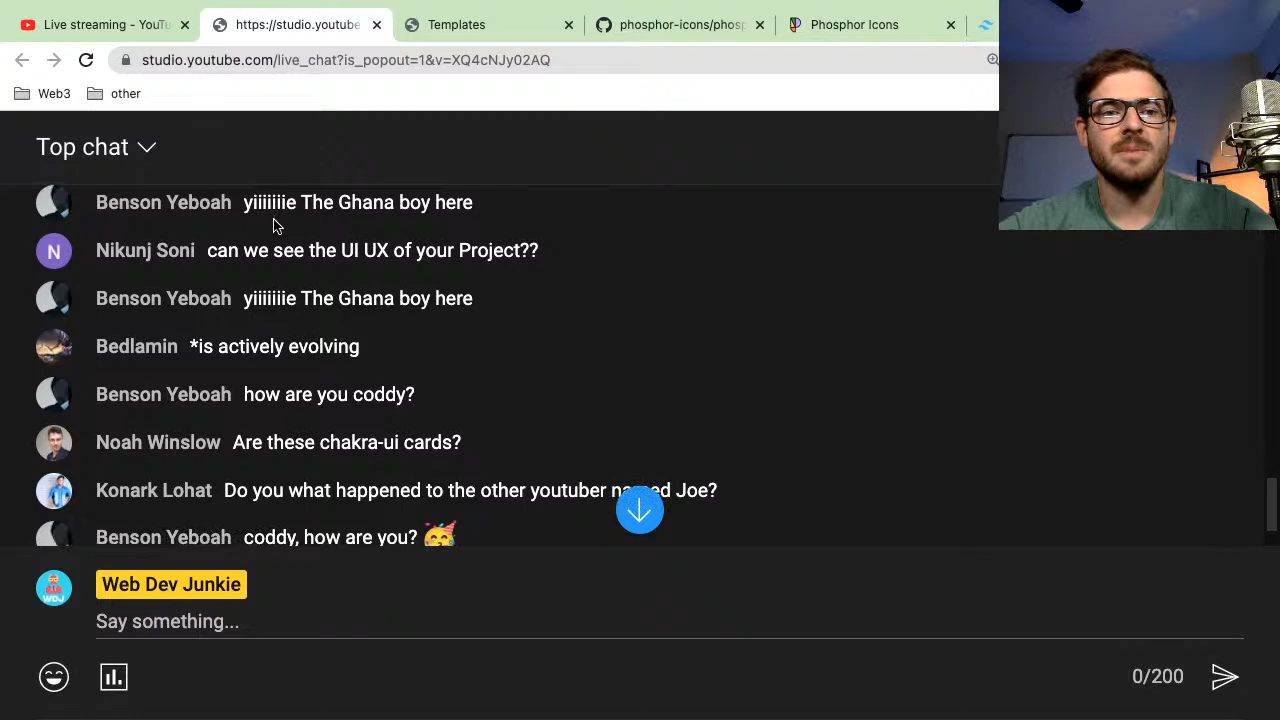 Live streaming - YouTu
https://studio.youtube
Templates
phosphor-icons/phosp
Phosphor Icons
studio.youtube.com/live_chat?is_popout=1&v=XQ4cNJy02AQ
Web3
other
Top chat
Benson Yeboah yiiiiiiie The Ghana boy here
N Nikunj Soni can we see the UI UX of your Project??
Benson Yeboah yiiiiiiie The Ghana boy here
Bedlamin *is actively evolving
Benson Yeboah how are you coddy?
Noah Winslow Are these chakra-ui cards?
Konark Lohat Do you what happened to the other youtuber named Joe?
Benson Yeboah coddy, how are you? 🥳
WDJ Web Dev Junkie
Say something...
0/200